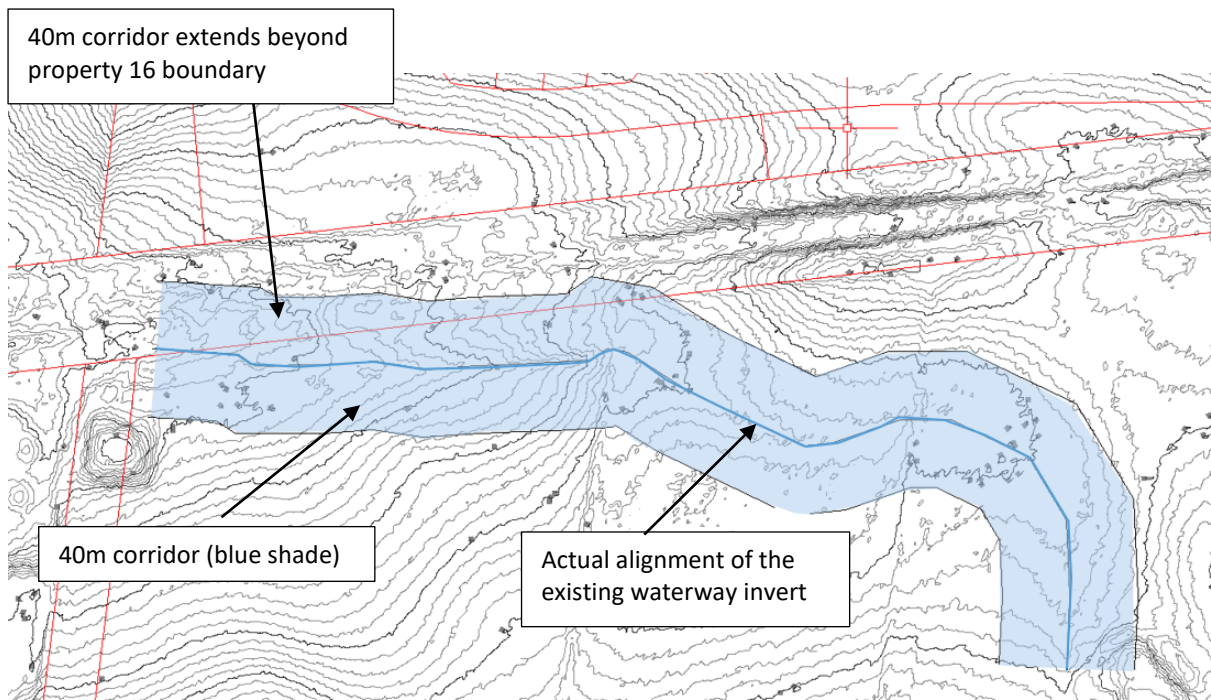 40m corridor extends beyond
property 16 boundary
40m corridor (blue shade)
Actual alignment of the
existing waterway invert